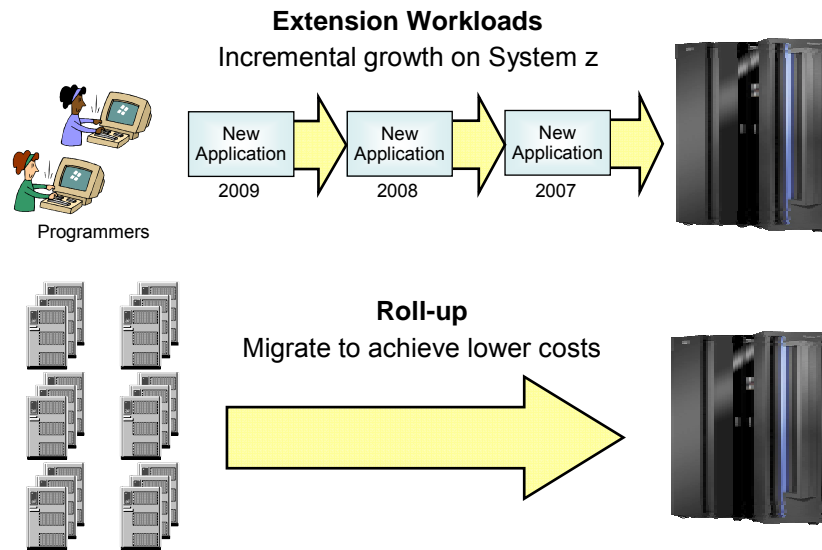 Extension Workloads
Incremental growth on System z
New
Application
New
Application
New
Application
2009
2008
2007
Programmers
Roll-up
Migrate to achieve lower costs